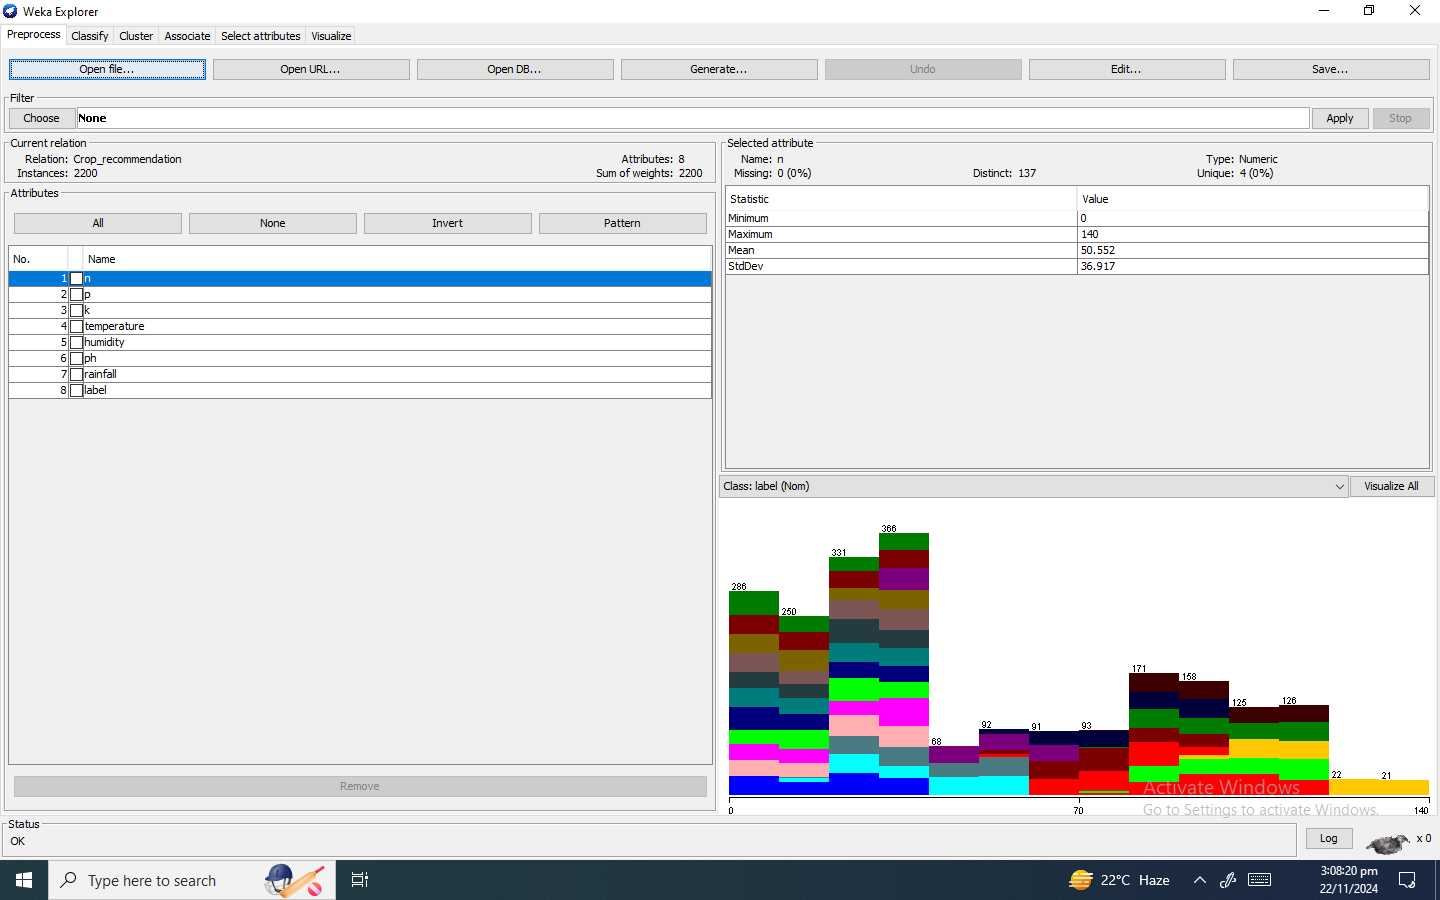 Weka Explorer
Preprocess Classify Cluster Associate Select attributes Visualize
Open file... Open URL... Open DB... Generate... Undo Edit... Save...
Filter
Choose None Apply Stop
Current relation
Relation: Crop_recommendation Attributes: 8
Instances: 2200 Sum of weights: 2200
Attributes
All None Invert Pattern
No. Name
1 n
2 p
3 k
4 temperature
5 humidity
6 ph
7 rainfall
8 label
Remove
Selected attribute
Name: n Type: Numeric
Missing: 0 (0%) Distinct: 137 Unique: 4 (0%)
Statistic Value
Minimum 0
Maximum 140
Mean 50.552
StdDev 36.917
Class: label (Nom) Visualize All
286 250 331 366 68 92 91 93 171 158 125 126 22 21
0 70 140
Activate Windows
Go to Settings to activate Windows.
Status
OK Log x 0
Type here to search 22°C Haze 3:08:20 pm
22/11/2024